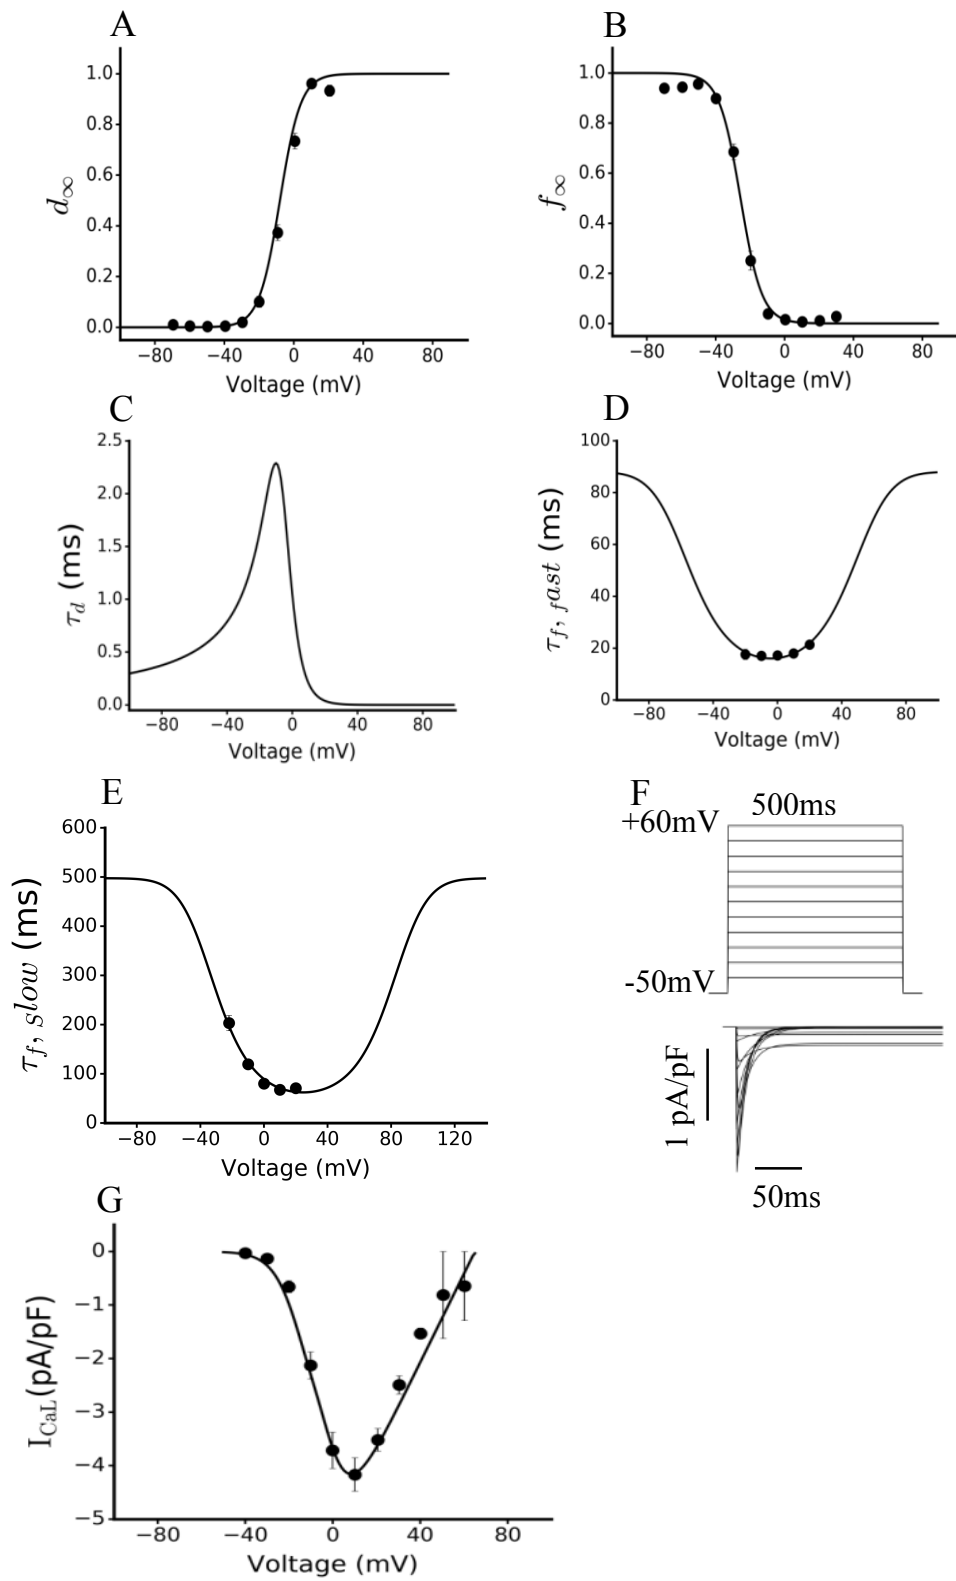 A
1.0
0.8
0.6
0.4
0.2
0.0
d∞
−80 −40 0 40 80
Voltage (mV)
B
1.0
0.8
0.6
0.4
0.2
0.0
f∞
−80 −40 0 40 80
Voltage (mV)
C
2.5
2.0
1.5
1.0
0.5
0.0
τd (ms)
−80 −40 0 40 80
Voltage (mV)
D
100
80
60
40
20
0
τf, fast (ms)
−80 −40 0 40 80
Voltage (mV)
E
600
500
400
300
200
100
0
τf, slow (ms)
−80 −40 0 40 80 120
Voltage (mV)
F
500ms
+60mV
-50mV
1 pA/pF
50ms
G
0
−1
−2
−3
−4
−5
ICaL(pA/pF)
−80 −40 0 40 80
Voltage (mV)